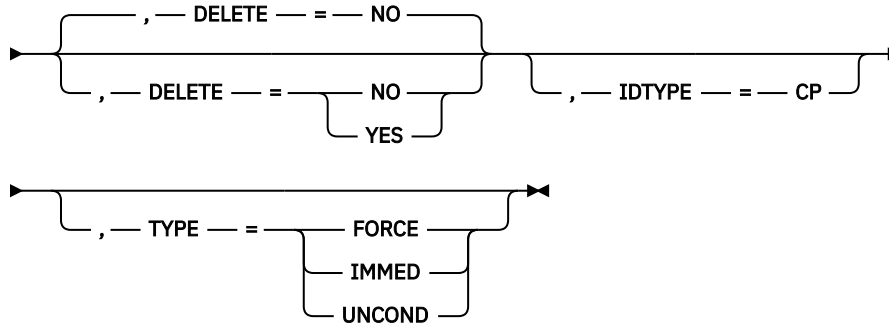 , DELETE = NO
, DELETE = NO
YES
, IDTYPE = CP
, TYPE = FORCE
IMMED
UNCOND